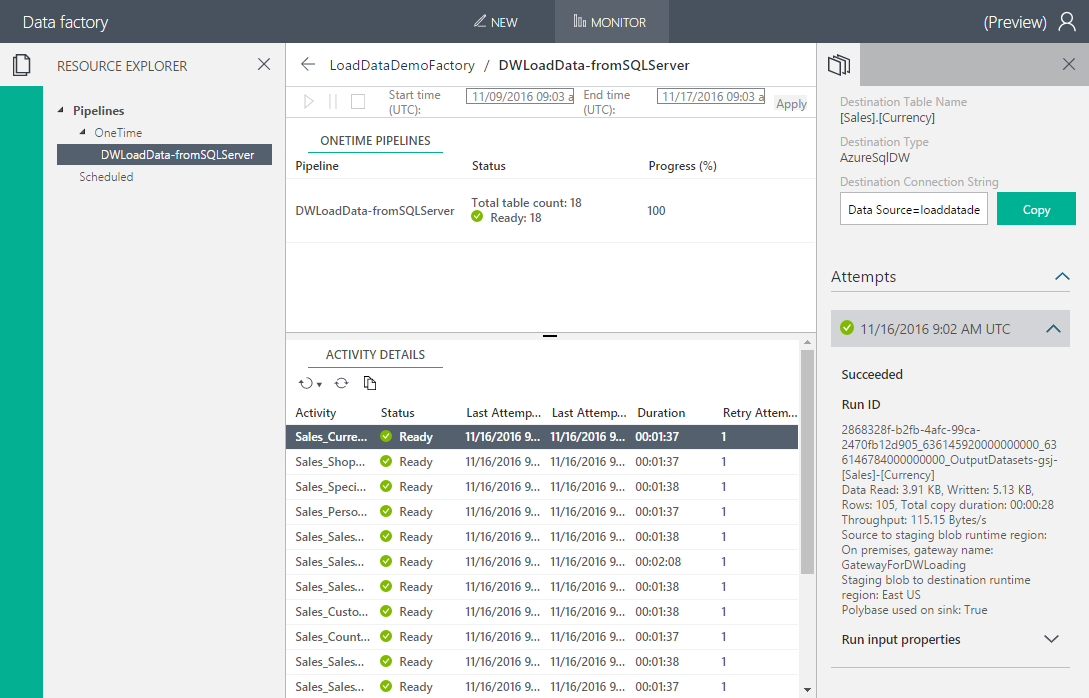 Data factory
NEW
MONITOR
(Preview)
RESOURCE EXPLORER
Pipelines
OneTime
DWLoadData-fromSQLServer
Scheduled
LoadDataDemoFactory / DWLoadData-fromSQLServer
Start time (UTC):
11/09/2016 09:03 a
End time (UTC):
11/17/2016 09:03 a
Apply
ONETIME PIPELINES
Pipeline Status Progress (%)
Total table count: 18
DWLoadData-fromSQLServer Ready: 18 100
ACTIVITY DETAILS
Activity Status Last Attemp... Last Attemp... Duration Retry Attem...
Sales_Curre... Ready 11/16/2016 9... 11/16/2016 9... 00:01:37 1
Sales_Shop... Ready 11/16/2016 9... 11/16/2016 9... 00:01:37 1
Sales_Speci... Ready 11/16/2016 9... 11/16/2016 9... 00:01:38 1
Sales_Perso... Ready 11/16/2016 9... 11/16/2016 9... 00:01:37 1
Sales_Sales... Ready 11/16/2016 9... 11/16/2016 9... 00:01:38 1
Sales_Sales... Ready 11/16/2016 9... 11/16/2016 9... 00:02:08 1
Sales_Sales... Ready 11/16/2016 9... 11/16/2016 9... 00:01:38 1
Sales_Custo... Ready 11/16/2016 9... 11/16/2016 9... 00:01:38 1
Sales_Count... Ready 11/16/2016 9... 11/16/2016 9... 00:01:37 1
Sales_Sales... Ready 11/16/2016 9... 11/16/2016 9... 00:01:38 1
Sales_Sales... Ready 11/16/2016 9... 11/16/2016 9... 00:01:37 1
Destination Table Name
[Sales].[Currency]
Destination Type
AzureSqlDW
Destination Connection String
Data Source=loaddatade
Copy
Attempts
11/16/2016 9:02 AM UTC
Succeeded
Run ID
2868328f-b2fb-4afc-99ca-
2470fb12d905_636145920000000000_63
6146784000000000_OutputDatasets-gsj-
[Sales]-[Currency]
Data Read: 3.91 KB, Written: 5.13 KB,
Rows: 105, Total copy duration: 00:00:28
Throughput: 115.15 Bytes/s
Source to staging blob runtime region:
On premises, gateway name:
GatewayForDWLoading
Staging blob to destination runtime
region: East US
Polybase used on sink: True
Run input properties